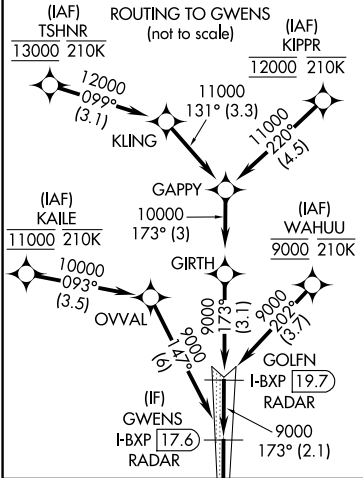 ROUTING TO GWENS
(not to scale)
(IAF)
TSHNR
13000 210K
(IAF)
KIPPR
12000 210K
12000
099°
(3.1)
KLING
11000
131° (3.3)
11000
220°
(4.5)
GAPPY
(IAF)
KAILE
11000 210K
10000
173° (3)
(IAF)
WAHUU
9000 210K
10000
093°
(3.5)
OVVAL
GIRTH
9000
173°
(3.1)
9000
202°
(3.7)
9000
147°
(6)
GOLFN
I-BXP 19.7
RADAR
(IF)
GWENS
I-BXP 17.6
RADAR
9000
173° (2.1)